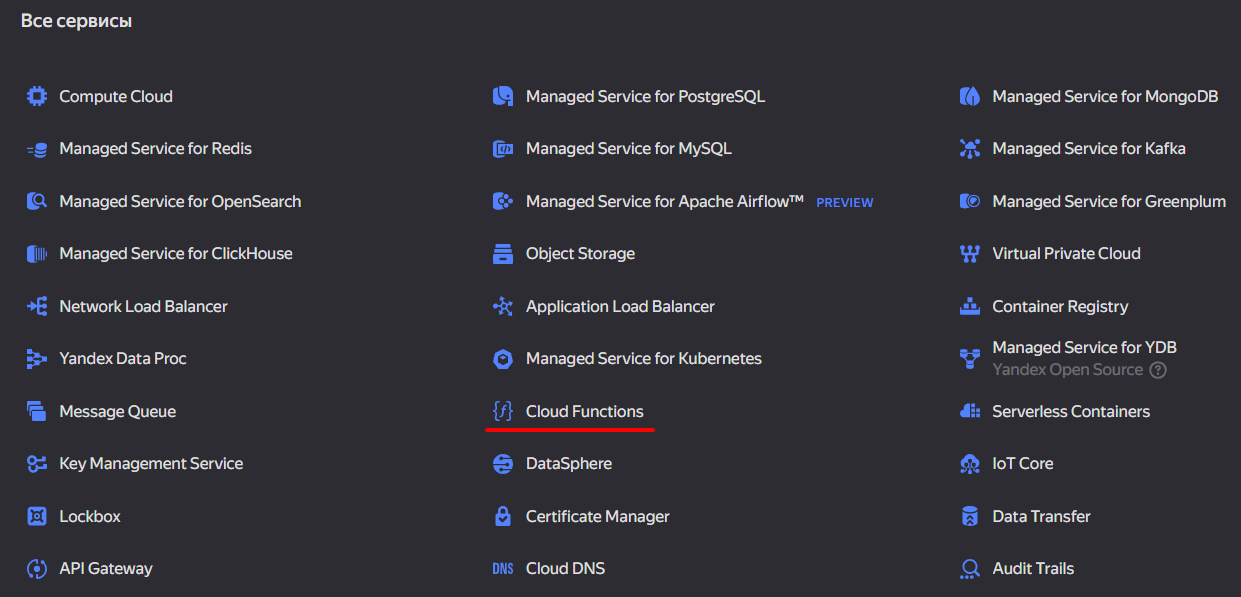 Все сервисы
Compute Cloud
Managed Service for PostgreSQL
Managed Service for MongoDB
Managed Service for Redis
Managed Service for MySQL
Managed Service for Kafka
Managed Service for OpenSearch
Managed Service for Apache Airflow™ PREVIEW
Managed Service for Greenplum
Managed Service for ClickHouse
Object Storage
Virtual Private Cloud
Network Load Balancer
Application Load Balancer
Container Registry
Yandex Data Proc
Managed Service for Kubernetes
Managed Service for YDB
Yandex Open Source ?
Message Queue
{ƒ} Cloud Functions
Serverless Containers
Key Management Service
DataSphere
IoT Core
Lockbox
Certificate Manager
Data Transfer
API Gateway
DNS Cloud DNS
Audit Trails